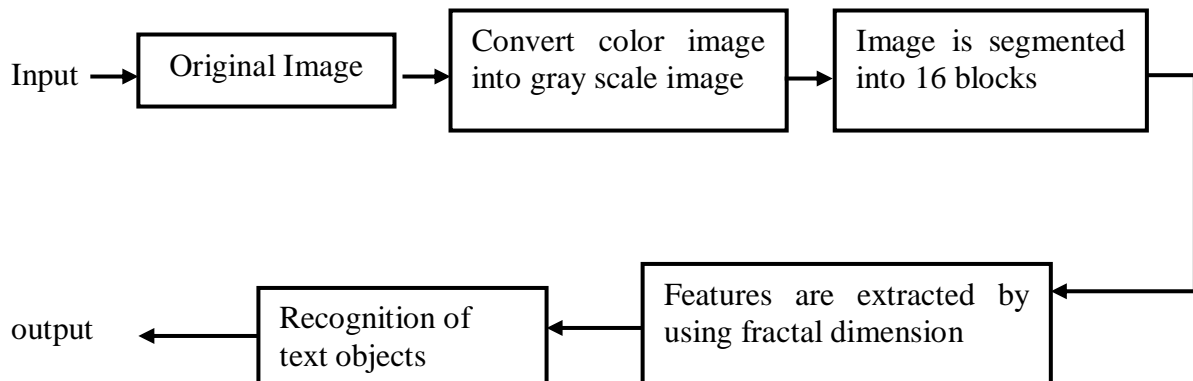 Input
Original Image
Convert color image
into gray scale image
Image is segmented
into 16 blocks
Features are extracted by
using fractal dimension
Recognition of
text objects
output